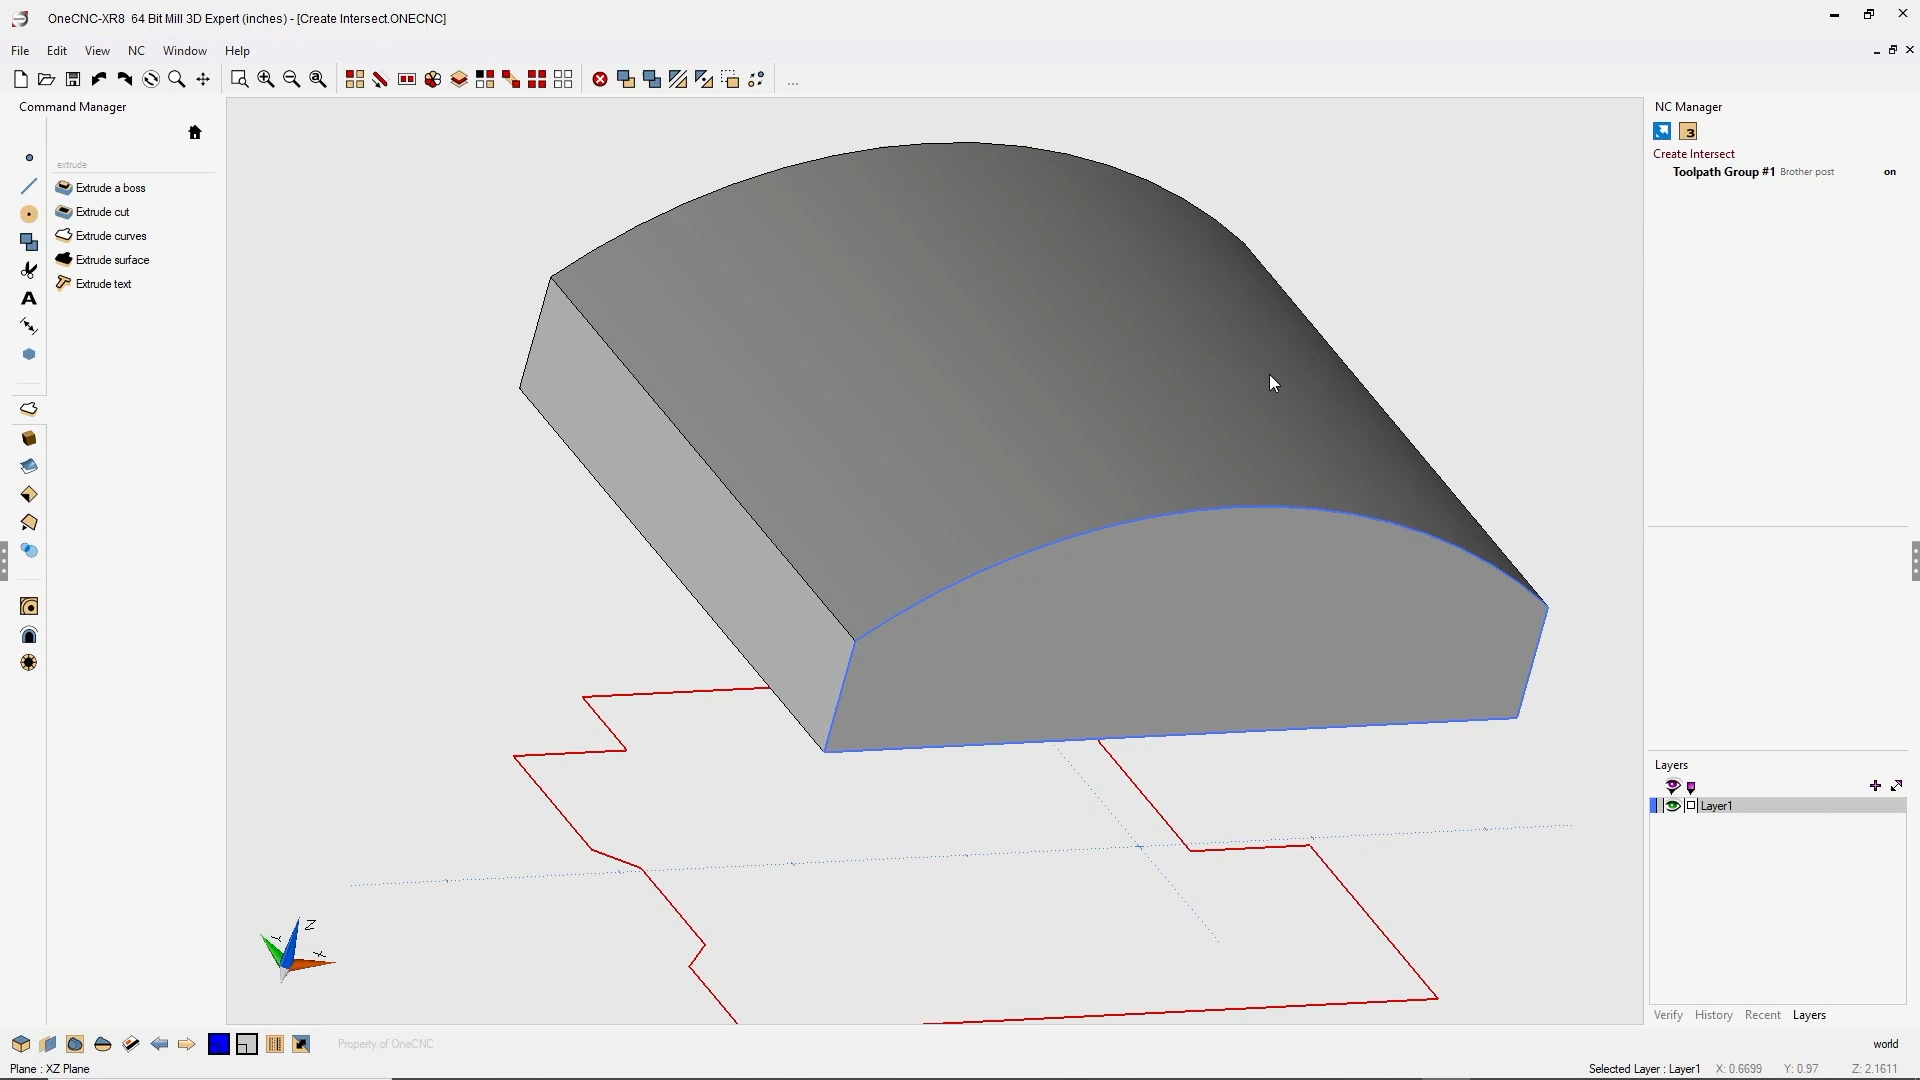 OneCNC-XR8 64 Bit Mill 3D Expert (inches) - [Create Intersect.ONECNC]
File Edit View NC Window Help
...
Command Manager
NC Manager
3
Create Intersect
Toolpath Group #1 Brother post on
extrude
Extrude a boss
Extrude cut
Extrude curves
Extrude surface
Extrude text
A
Layers
Layer1
Z
Y
X
Verify History Recent Layers
Property of OneCNC
world
Plane : XZ Plane
Selected Layer : Layer1 X: 0.6699 Y: 0.97 Z: 2.1611